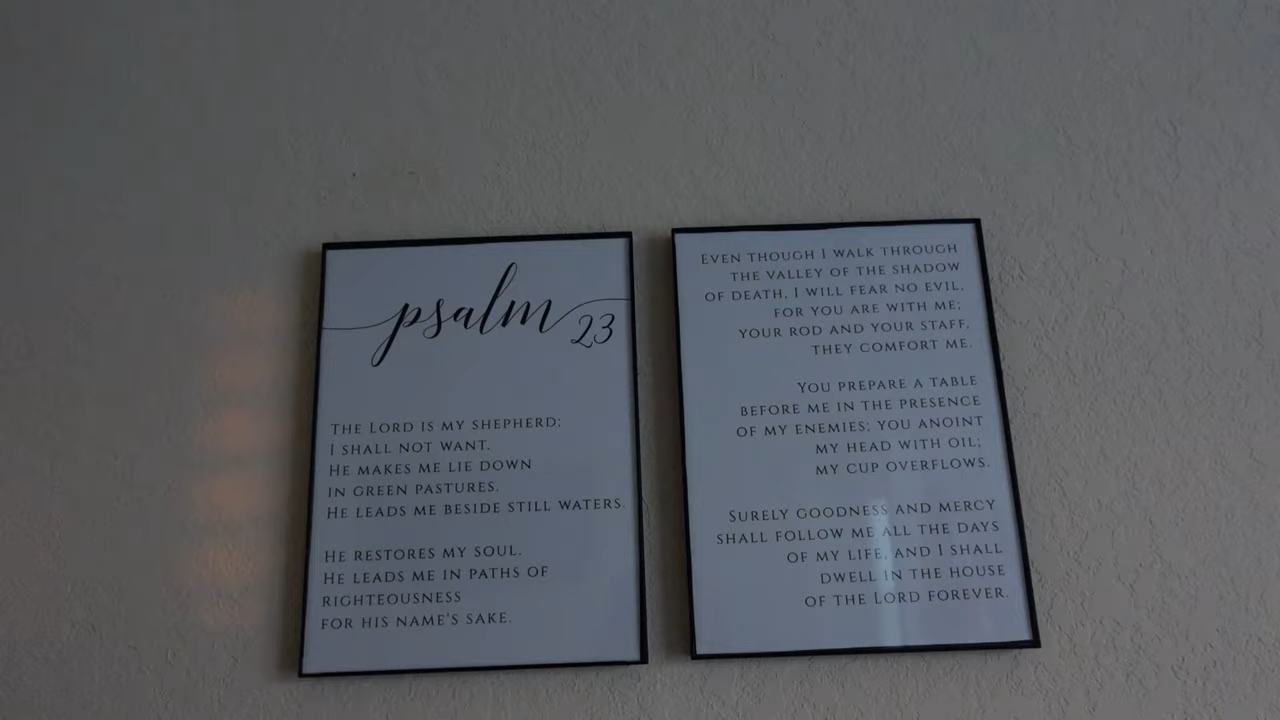 psalm 23
THE LORD IS MY SHEPHERD;
I SHALL NOT WANT.
HE MAKES ME LIE DOWN
IN GREEN PASTURES.
HE LEADS ME BESIDE STILL WATERS.
HE RESTORES MY SOUL.
HE LEADS ME IN PATHS OF
RIGHTEOUSNESS
FOR HIS NAME'S SAKE.
EVEN THOUGH I WALK THROUGH
THE VALLEY OF THE SHADOW
OF DEATH, I WILL FEAR NO EVIL,
FOR YOU ARE WITH ME;
YOUR ROD AND YOUR STAFF,
THEY COMFORT ME.
YOU PREPARE A TABLE
BEFORE ME IN THE PRESENCE
OF MY ENEMIES; YOU ANOINT
MY HEAD WITH OIL;
MY CUP OVERFLOWS.
SURELY GOODNESS AND MERCY
SHALL FOLLOW ME ALL THE DAYS
OF MY LIFE, AND I SHALL
DWELL IN THE HOUSE
OF THE LORD FOREVER.